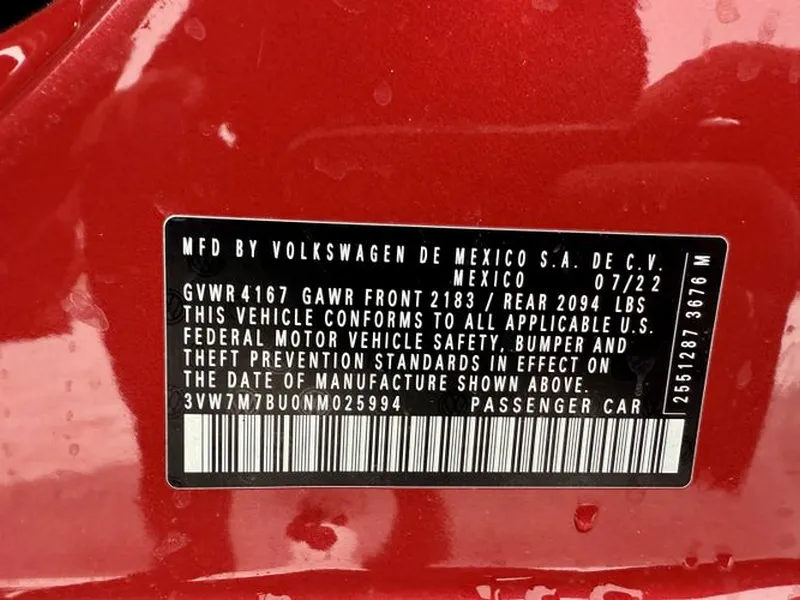 MFD BY VOLKSWAGEN DE MEXICO S.A. DE C.V.
MEXICO 07/22
GVWR 4167 GAWR FRONT 2183 / REAR 2094 LBS
THIS VEHICLE CONFORMS TO ALL APPLICABLE U.S.
FEDERAL MOTOR VEHICLE SAFETY, BUMPER AND
THEFT PREVENTION STANDARDS IN EFFECT ON
THE DATE OF MANUFACTURE SHOWN ABOVE.
3VW7M7BU0NM025994 PASSENGER CAR
2551287 3676 M